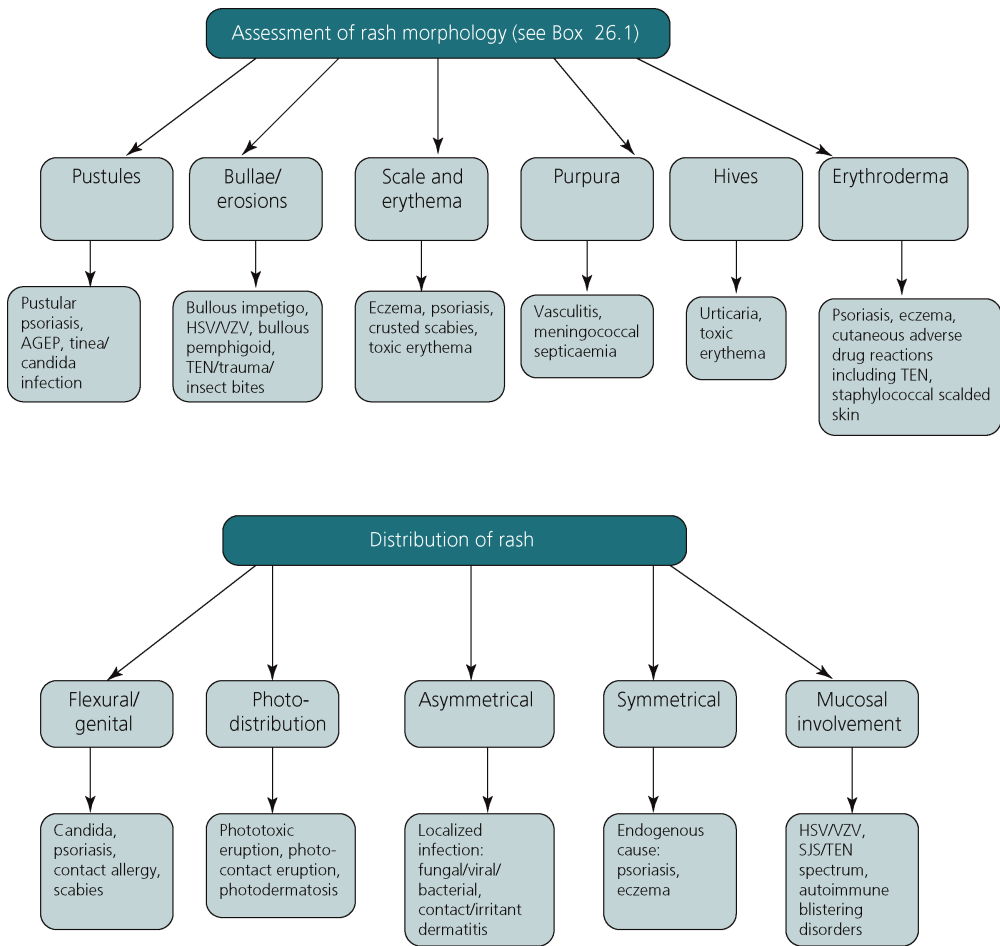 Assessment of rash morphology (see Box 26.1)
Pustules
Bullae/
erosions
Scale and
erythema
Purpura
Hives
Erythroderma
Pustular
psoriasis,
AGEP, tinea/
candida
infection
Bullous impetigo,
HSV/VZV, bullous
pemphigoid,
TEN/trauma/
insect bites
Eczema, psoriasis,
crusted scabies,
toxic erythema
Vasculitis,
meningococcal
septicaemia
Urticaria,
toxic
erythema
Psoriasis, eczema,
cutaneous adverse
drug reactions
including TEN,
staphylococcal scalded
skin
Distribution of rash
Flexural/
genital
Photo-
distribution
Asymmetrical
Symmetrical
Mucosal
involvement
Candida,
psoriasis,
contact allergy,
scabies
Phototoxic
eruption, photo-
contact eruption,
photodermatosis
Localized
infection:
fungal/viral/
bacterial,
contact/irritant
dermatitis
Endogenous
cause:
psoriasis,
eczema
HSV/VZV,
SJS/TEN
spectrum,
autoimmune
blistering
disorders